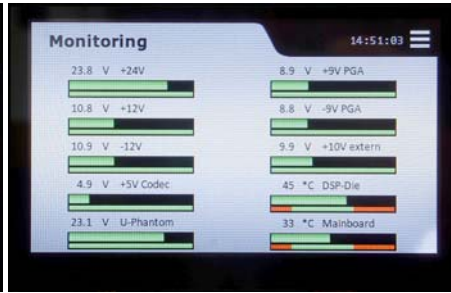 Monitoring
14:51:03
23.8 V +24V
10.8 V +12V
10.9 V -12V
4.9 V +5V Codec
23.1 V U-Phantom
8.9 V +9V PGA
8.8 V -9V PGA
9.9 V +10V extern
45 °C DSP-Die
33 °C Mainboard